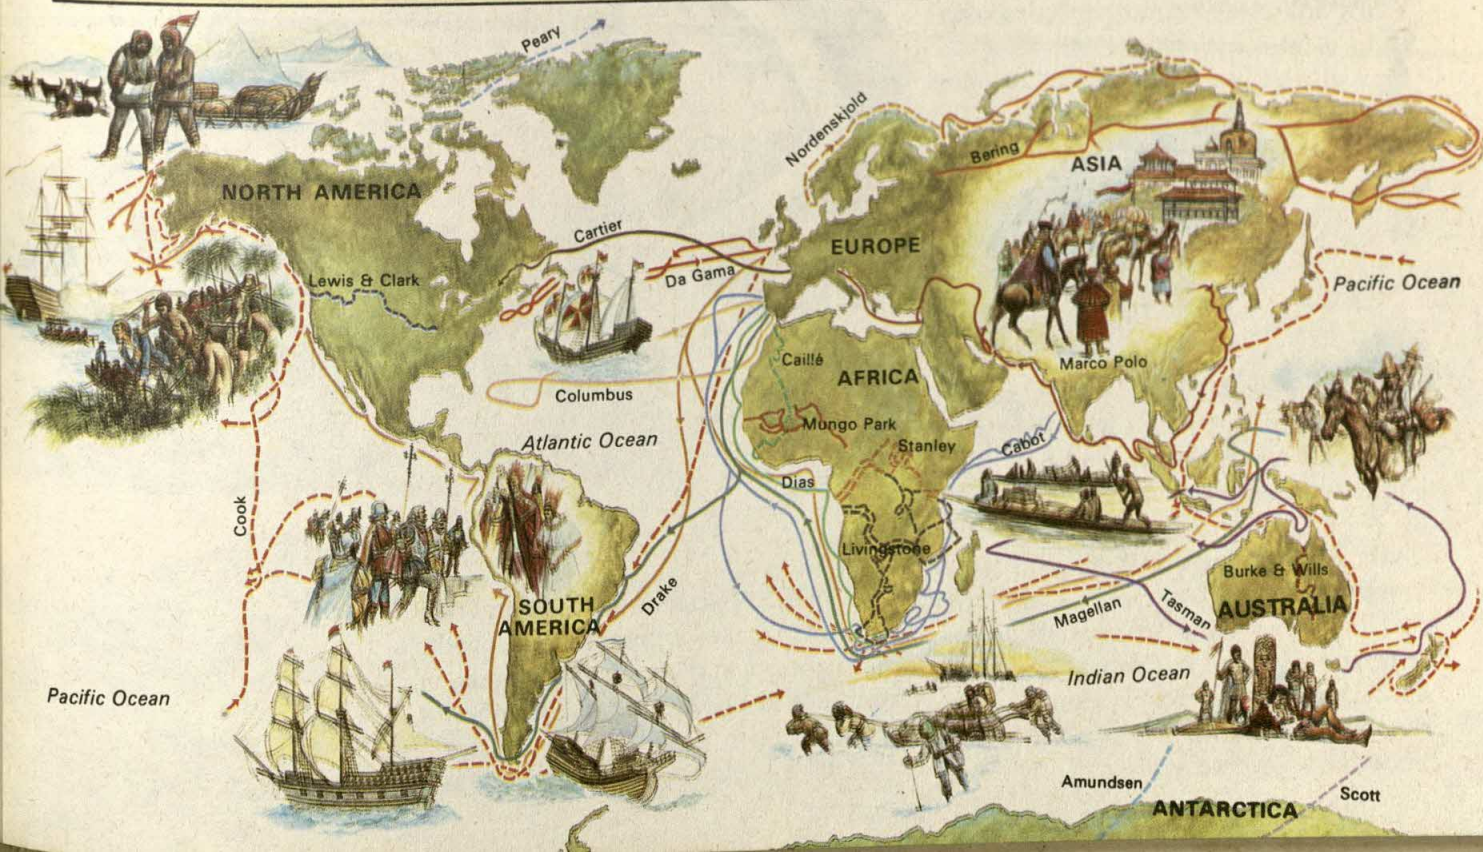 Peary
Nordenskjold
Bering
ASIA
NORTH AMERICA
Cartier
EUROPE
Lewis & Clark
Da Gama
Pacific Ocean
Caillé
Marco Polo
AFRICA
Columbus
Mungo Park
Atlantic Ocean
Stanley
Cabot
Dias
Cook
Livingstone
Burke & Wills
Drake
SOUTH
AMERICA
Magellan
Tasman
AUSTRALIA
Pacific Ocean
Indian Ocean
Amundsen
Scott
ANTARCTICA